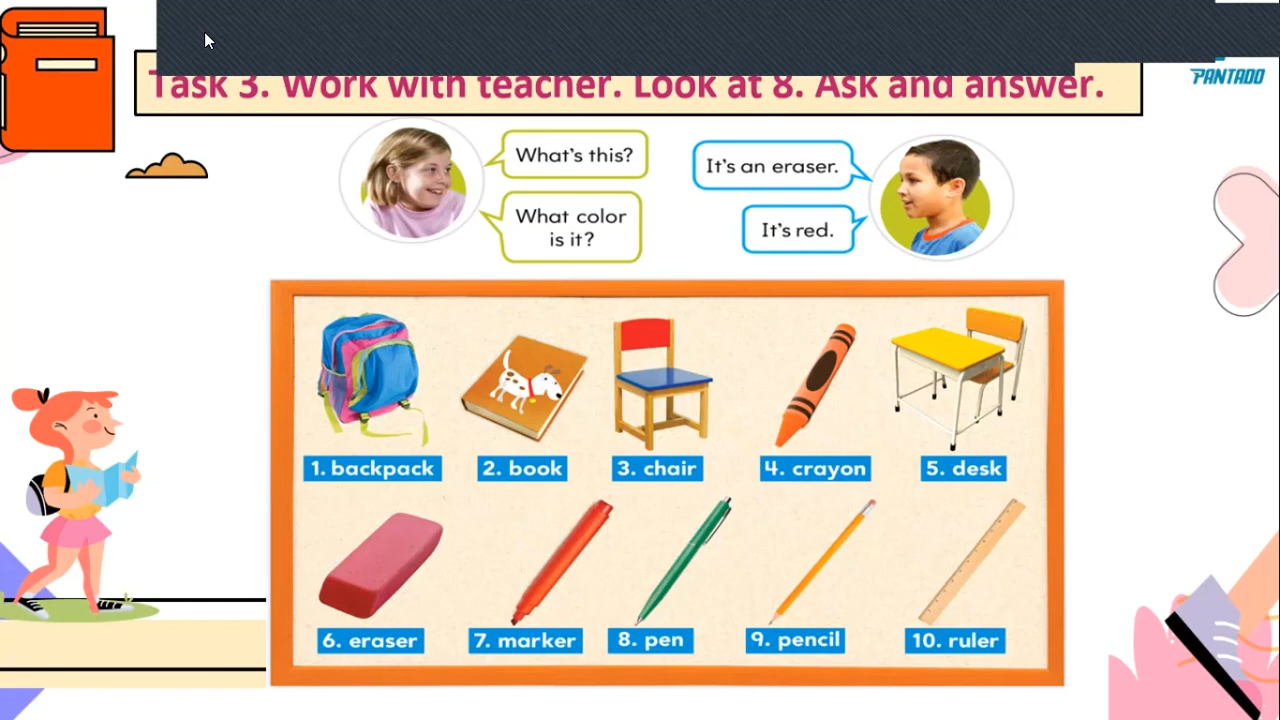 Task 3. Work with teacher. Look at 8. Ask and answer.
PANTADO
What's this?
It's an eraser.
What color
is it?
It's red.
1. backpack
2. book
3. chair
4. crayon
5. desk
6. eraser
7. marker
8. pen
9. pencil
10. ruler